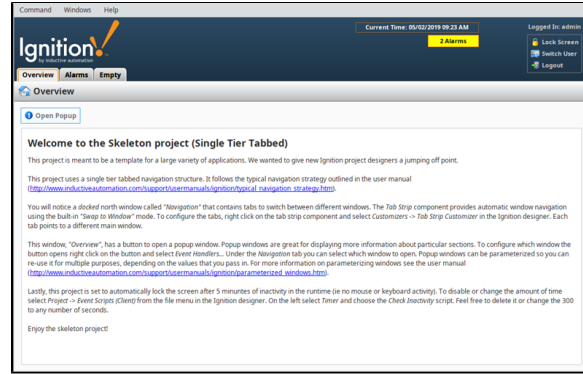 Command Windows Help
Current Time: 05/02/2019 09:23 AM
Logged In: admin
2 Alarms
Lock Screen
Switch User
Logout
Ignition!
by inductive automation
Overview Alarms Empty
Overview
Open Popup
Welcome to the Skeleton project (Single Tier Tabbed)
This project is meant to be a template for a large variety of applications. We wanted to give new Ignition project designers a jumping off point.
This project uses a single tier tabbed navigation structure. It follows the typical navigation strategy outlined in the user manual
(http://www.inductiveautomation.com/support/usermanuals/ignition/typical_navigation_strategy.htm).
You will notice a docked north window called "Navigation" that contains tabs to switch between different windows. The Tab Strip component provides automatic window navigation
using the built-in "Swap to Window" mode. To configure the tabs, right click on the tab strip component and select Customizers -> Tab Strip Customizer in the Ignition designer. Each
tab points to a different main window.
This window, "Overview", has a button to open a popup window. Popup windows are great for displaying more information about particular sections. To configure which window the
button opens right click on the button and select Event Handlers... Under the Navigation tab you can select which window to open. Popup windows can be parameterized so you can
re-use it for multiple purposes, depending on the values that you pass in. For more information on parameterizing windows see the user manual
(http://www.inductiveautomation.com/support/usermanuals/ignition/parameterized_windows.htm).
Lastly, this project is set to automatically lock the screen after 5 minuntes of inactivity in the runtime (ie no mouse or keyboard activity). To disable or change the amount of time
select Project -> Event Scripts (Client) from the file menu in the Ignition designer. On the left select Timer and choose the Check Inactivity script. Feel free to delete it or change the 300
to any number of seconds.
Enjoy the skeleton project!